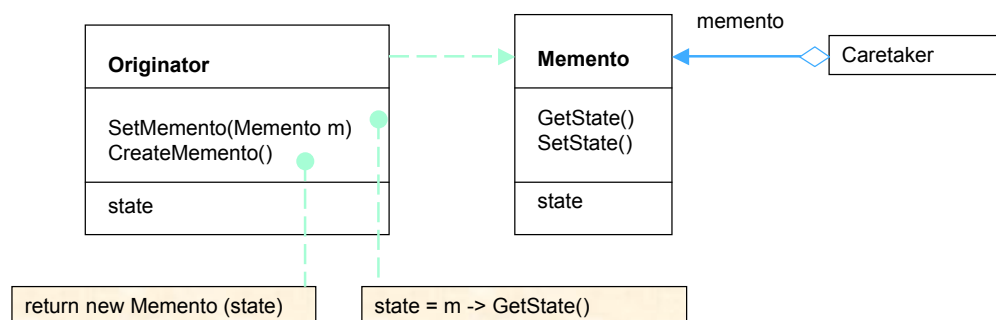 memento
Originator
Memento
Caretaker
SetMemento(Memento m)
CreateMemento()
GetState()
SetState()
state
state
return new Memento (state)
state = m -> GetState()